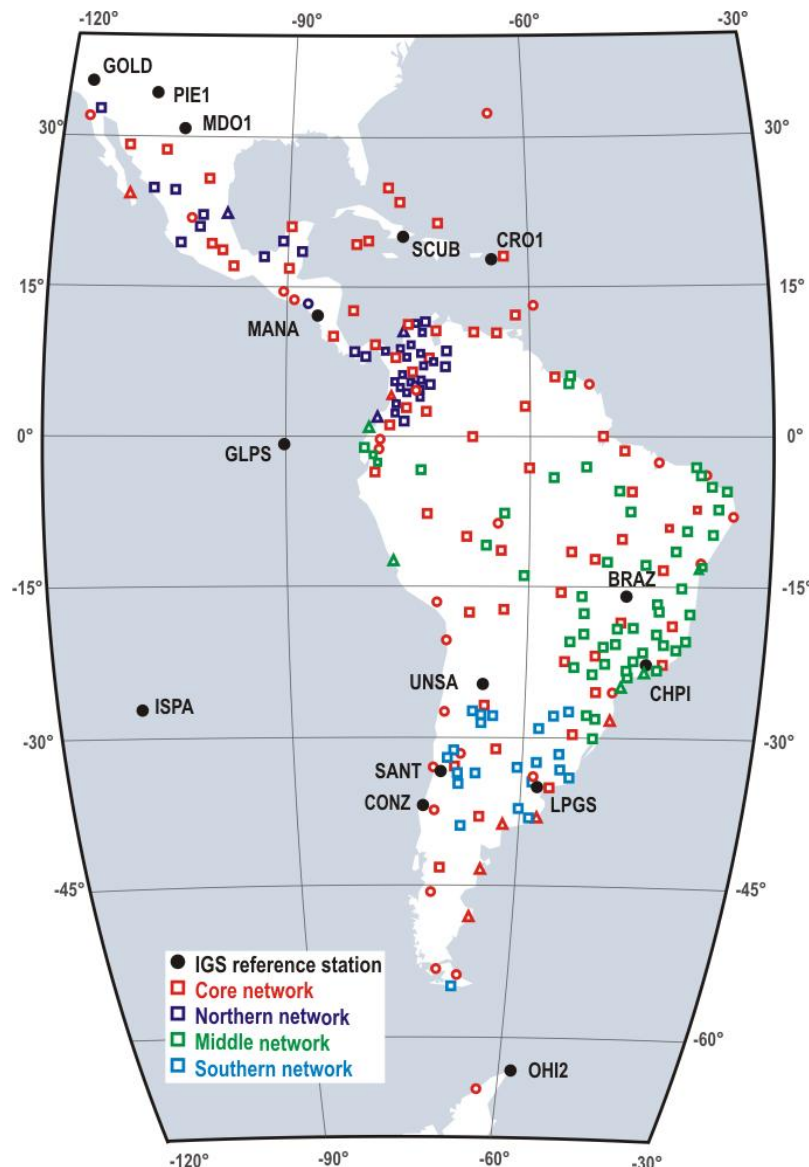 -120°
-90°
-60°
-30°
GOLD
PIE1
MDO1
30°
30°
SCUB
CRO1
15°
15°
MANA
0°
0°
GLPS
-15°
-15°
BRAZ
UNSA
CHPI
ISPA
-30°
-30°
SANT
CONZ
LPGS
-45°
-45°
IGS reference station
Core network
Northern network
Middle network
Southern network
-60°
OHI2
-120°
-90°
-60°
-30°